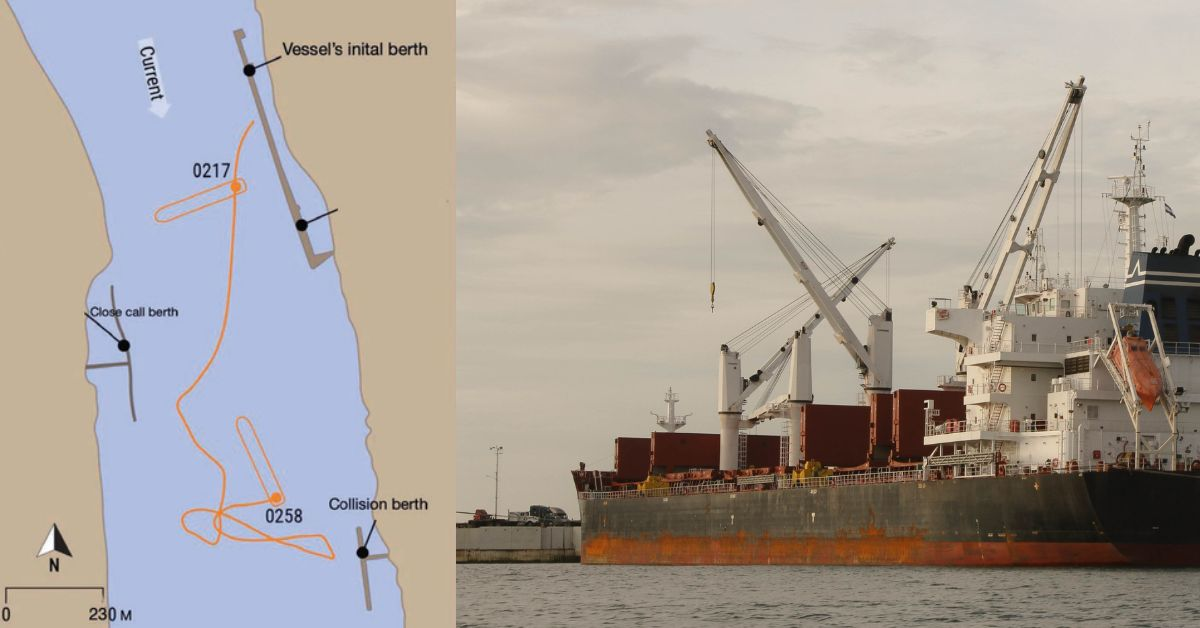 Current
Vessel's inital berth
0217
Close call berth
Collision berth
0258
N
0
230 M